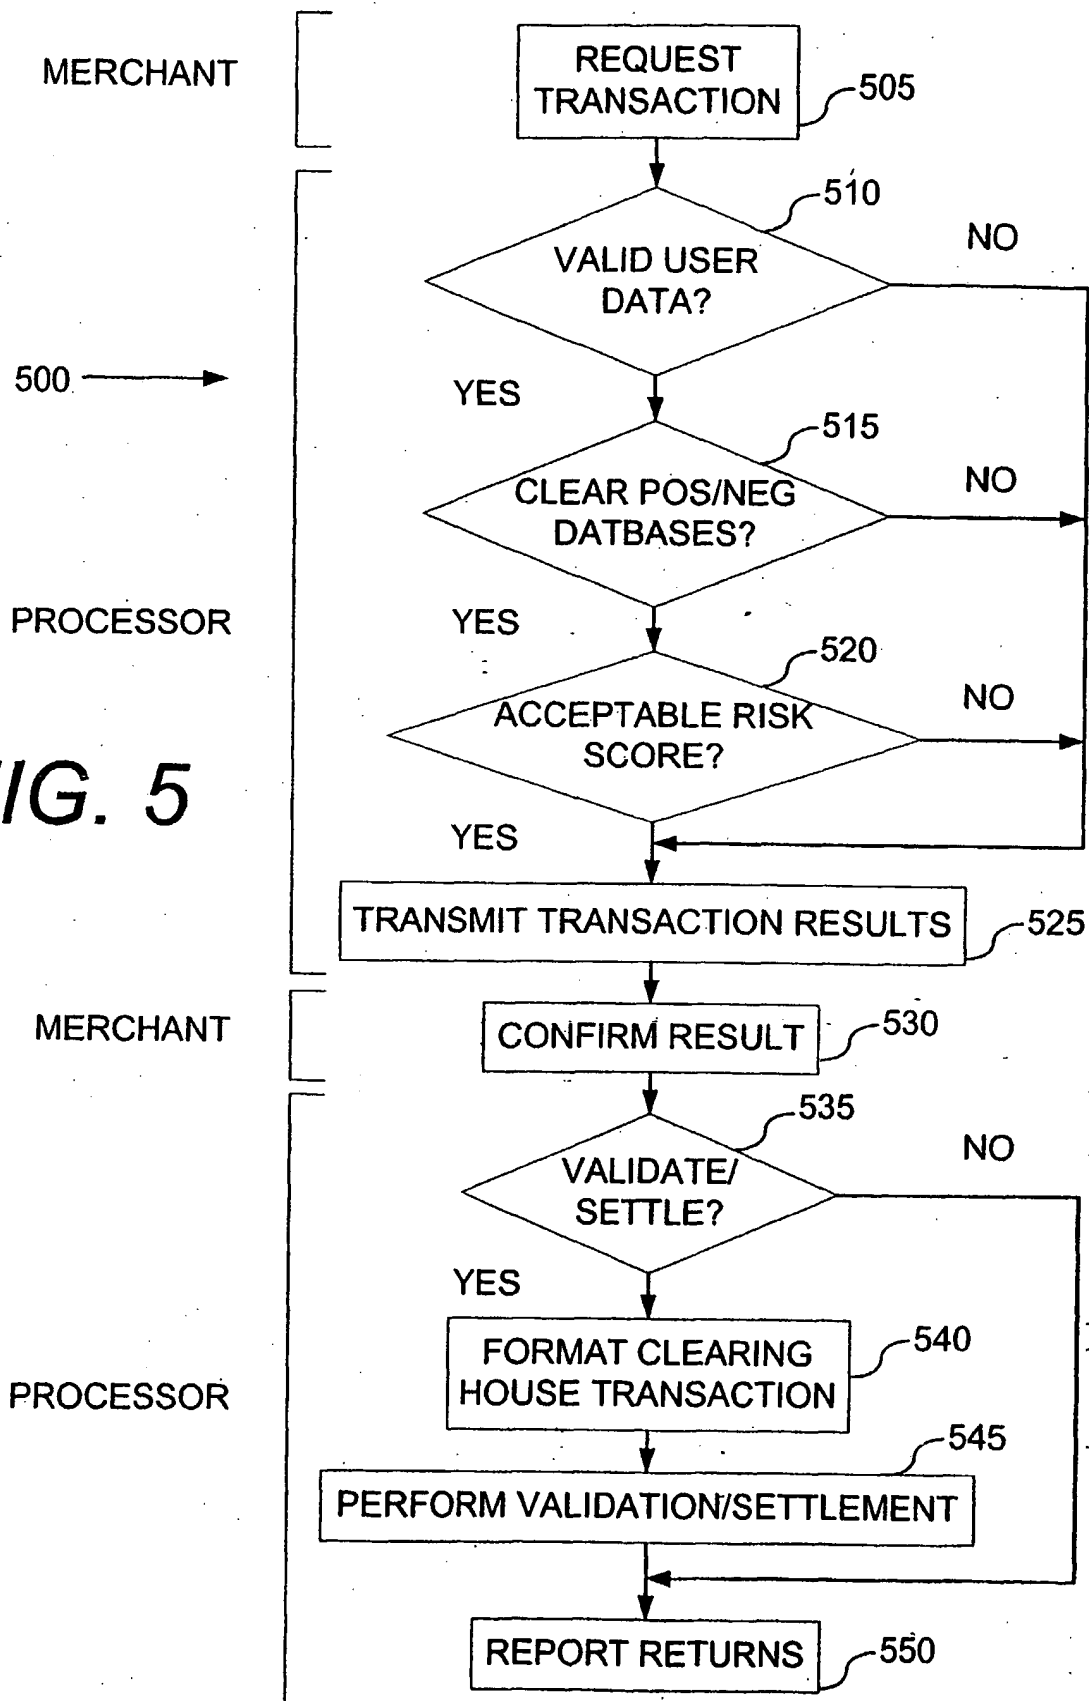 MERCHANT
REQUEST
TRANSACTION
505
510
VALID USER
DATA?
NO
500
YES
515
CLEAR POS/NEG
DATBASES?
NO
PROCESSOR
YES
520
ACCEPTABLE RISK
SCORE?
NO
IG. 5
YES
TRANSMIT TRANSACTION RESULTS
525
MERCHANT
CONFIRM RESULT
530
535
VALIDATE/
SETTLE?
NO
YES
FORMAT CLEARING
HOUSE TRANSACTION
540
PROCESSOR
545
PERFORM VALIDATION/SETTLEMENT
REPORT RETURNS
550